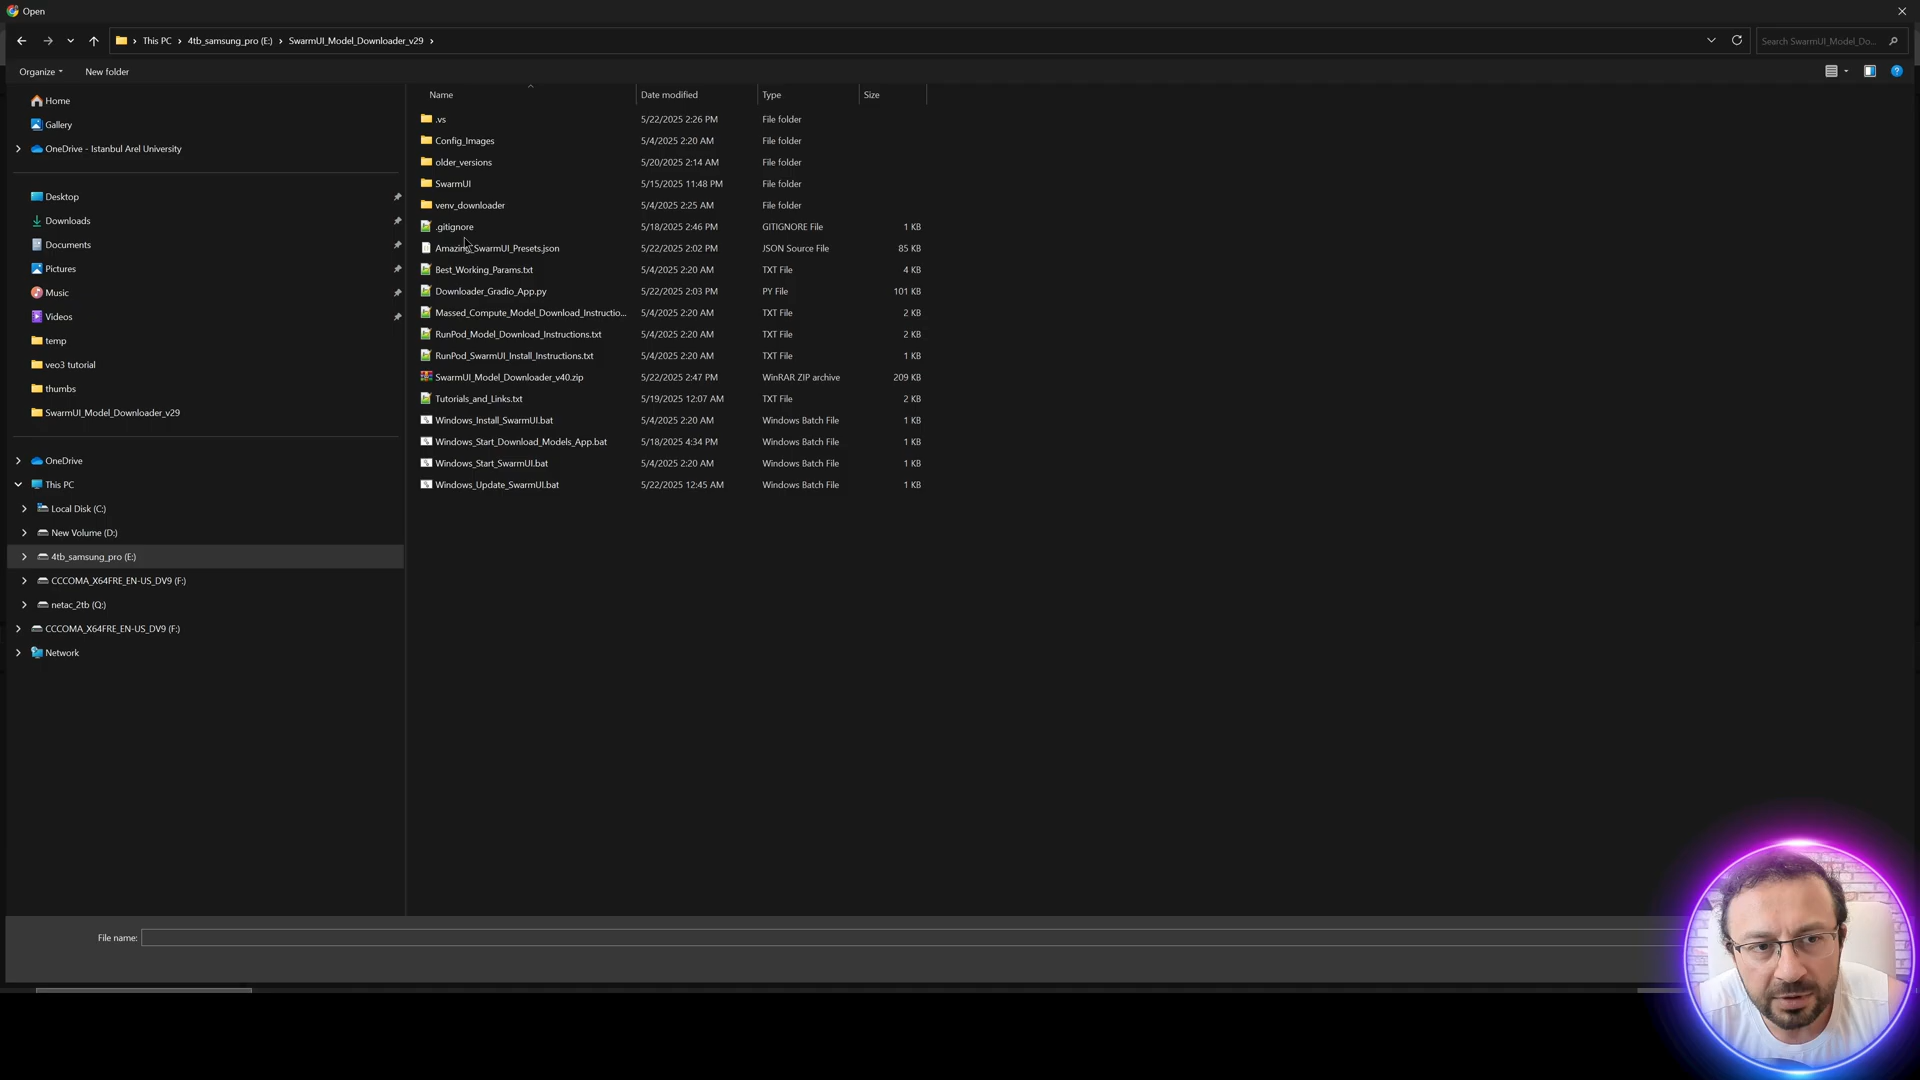 Open
This PC > 4tb_samsung_pro (E:) > SwarmUI_Model_Downloader_v29 >
Search SwarmUI_Model_Do...
Organize
New folder
Home
Gallery
OneDrive - Istanbul Arel University
Desktop
Downloads
Documents
Pictures
Music
Videos
temp
veo3 tutorial
thumbs
SwarmUI_Model_Downloader_v29
OneDrive
This PC
Local Disk (C:)
New Volume (D:)
4tb_samsung_pro (E:)
CCCOMA_X64FRE_EN-US_DV9 (F:)
netac_2tb (Q:)
CCCOMA_X64FRE_EN-US_DV9 (F:)
Network
Name Date modified Type Size
.vs 5/22/2025 2:26 PM File folder
Config_Images 5/4/2025 2:20 AM File folder
older_versions 5/20/2025 2:14 AM File folder
SwarmUI 5/15/2025 11:48 PM File folder
venv_downloader 5/4/2025 2:25 AM File folder
.gitignore 5/18/2025 2:46 PM GITIGNORE File 1 KB
Amazing_SwarmUI_Presets.json 5/22/2025 2:02 PM JSON Source File 85 KB
Best_Working_Params.txt 5/4/2025 2:20 AM TXT File 4 KB
Downloader_Gradio_App.py 5/22/2025 2:03 PM PY File 101 KB
Massed_Compute_Model_Download_Instructio... 5/4/2025 2:20 AM TXT File 2 KB
RunPod_Model_Download_Instructions.txt 5/4/2025 2:20 AM TXT File 2 KB
RunPod_SwarmUI_Install_Instructions.txt 5/4/2025 2:20 AM TXT File 1 KB
SwarmUI_Model_Downloader_v40.zip 5/22/2025 2:47 PM WinRAR ZIP archive 209 KB
Tutorials_and_Links.txt 5/19/2025 12:07 AM TXT File 2 KB
Windows_Install_SwarmUI.bat 5/4/2025 2:20 AM Windows Batch File 1 KB
Windows_Start_Download_Models_App.bat 5/18/2025 4:34 PM Windows Batch File 1 KB
Windows_Start_SwarmUI.bat 5/4/2025 2:20 AM Windows Batch File 1 KB
Windows_Update_SwarmUI.bat 5/22/2025 12:45 AM Windows Batch File 1 KB
File name: